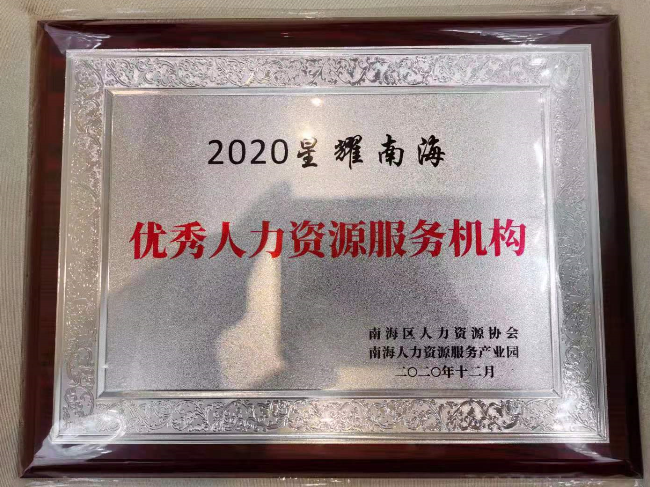 2020星耀南海
优秀人力资源服务机构
南海区人力资源协会
南海人力资源服务产业园
二〇二〇年十二月